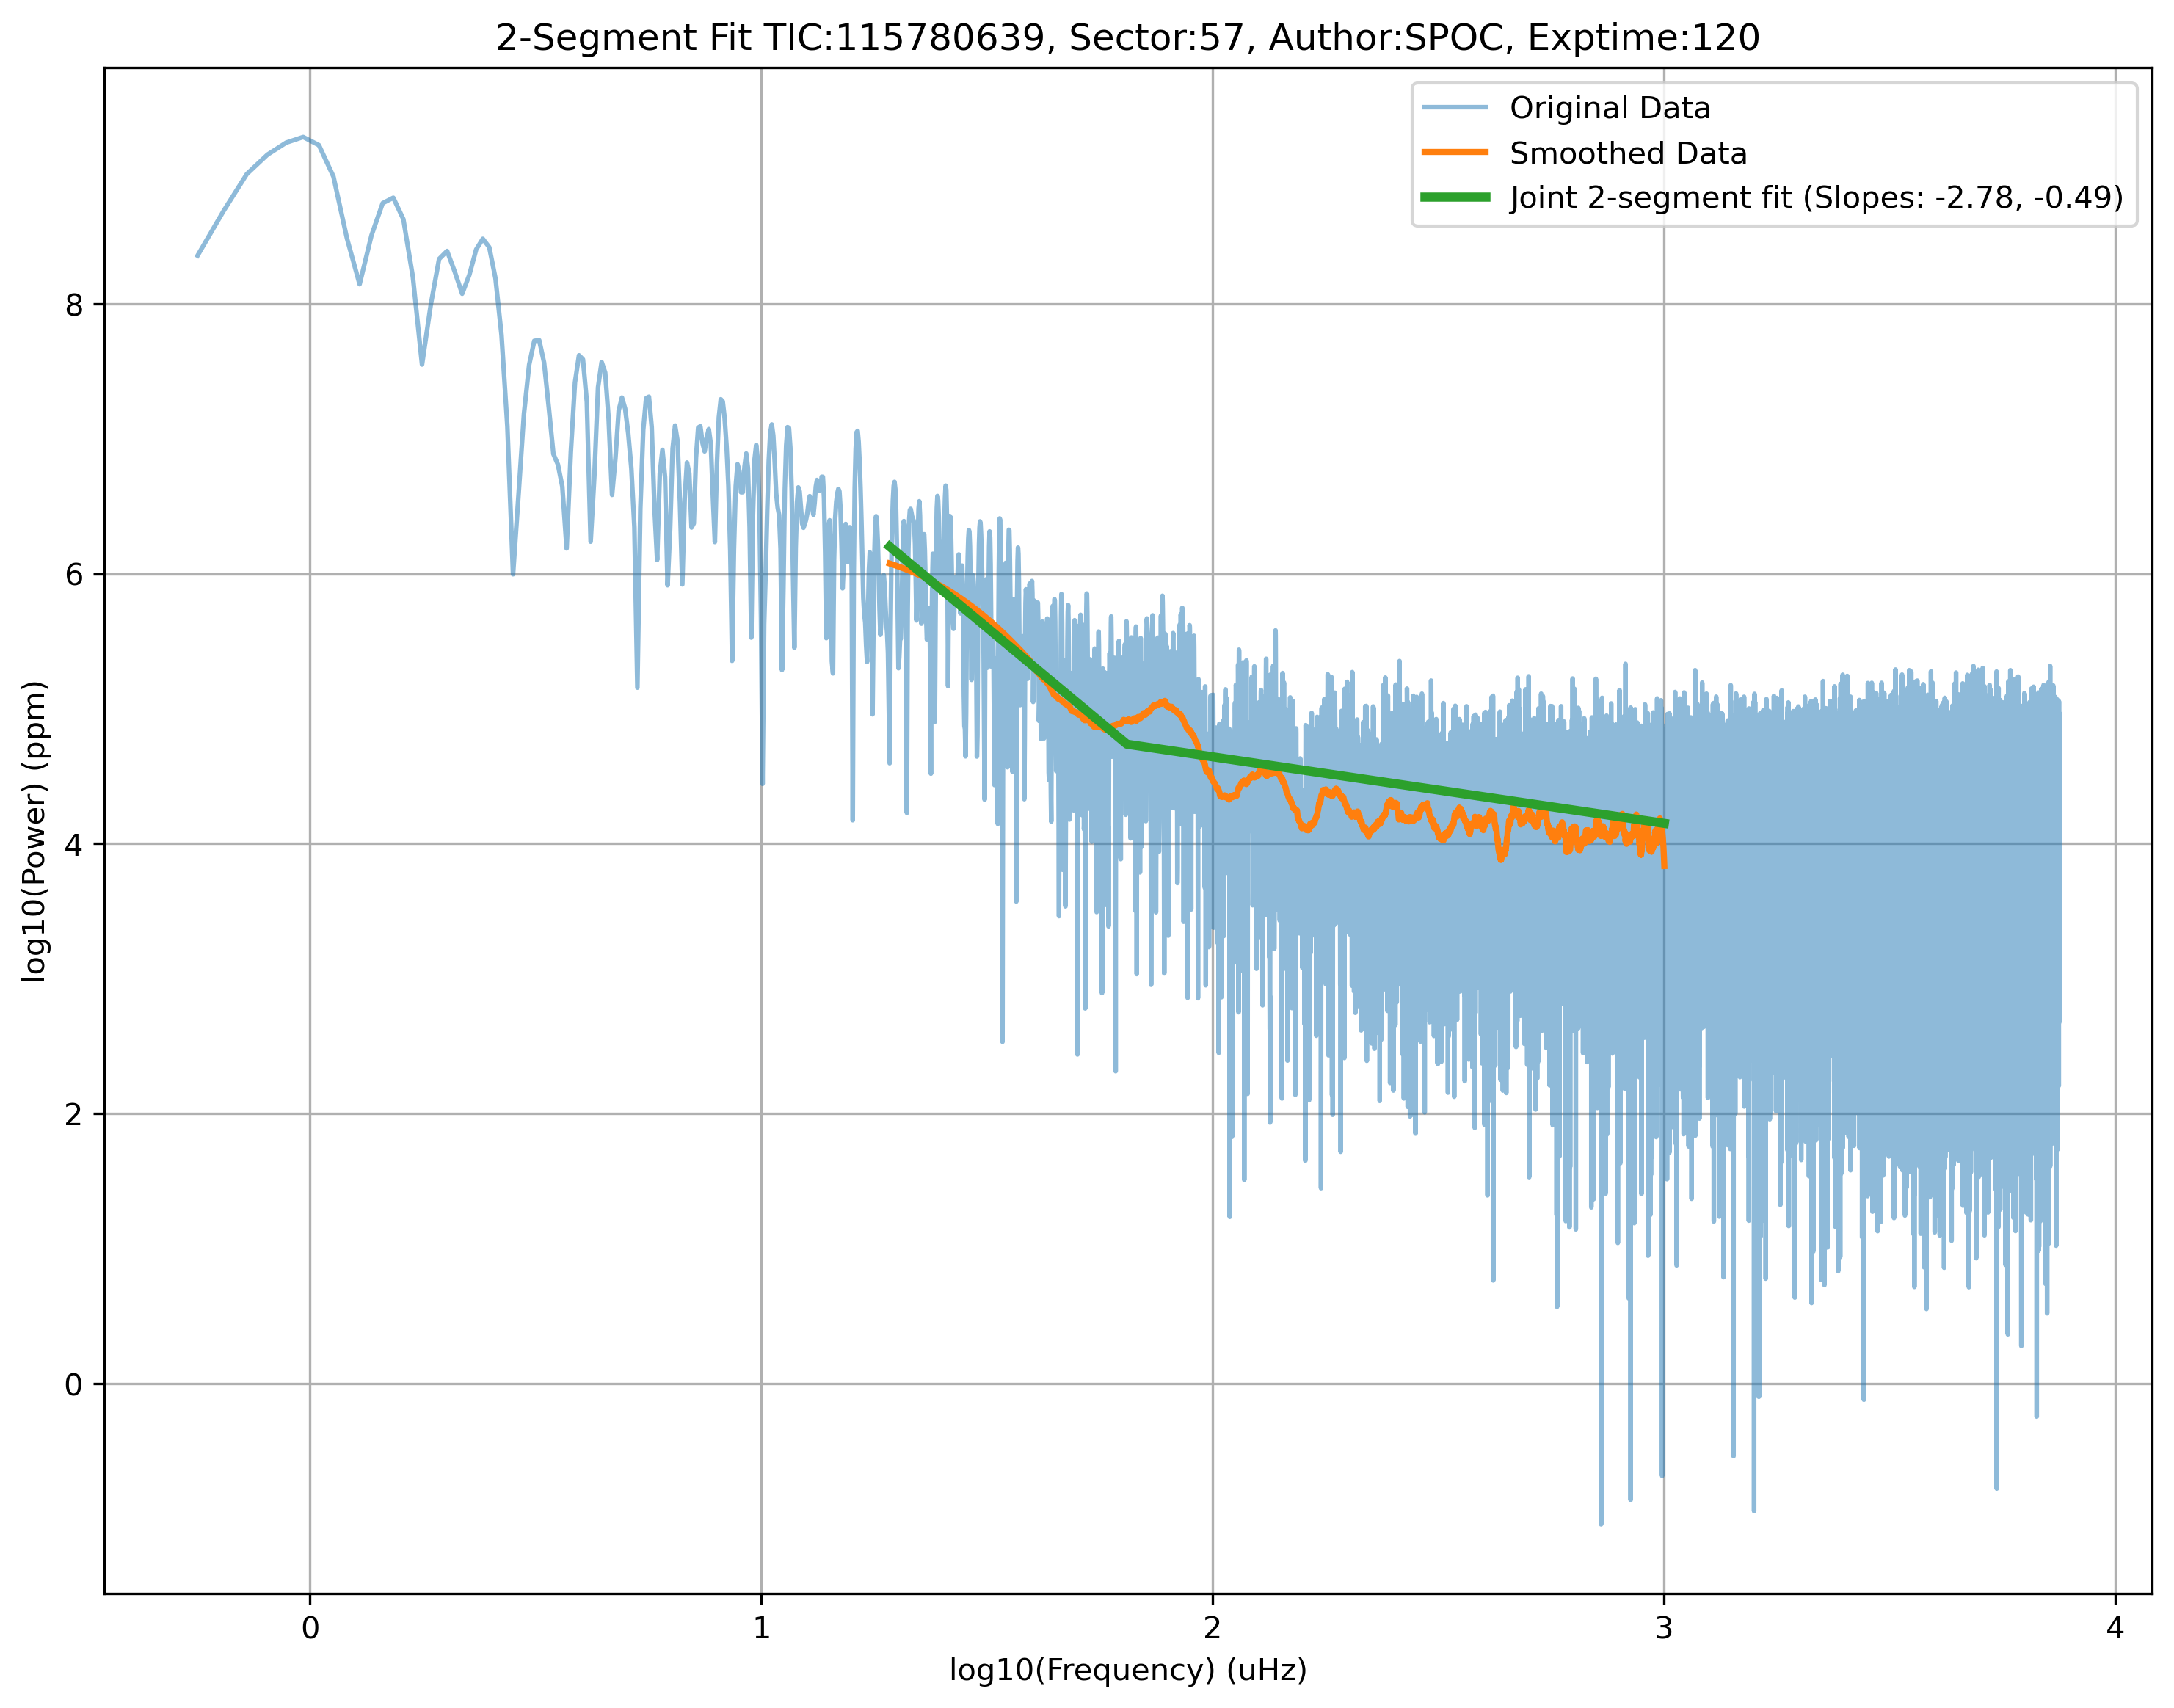 2-Segment Fit TIC:115780639, Sector:57, Author:SPOC, Exptime:120
Original Data
Smoothed Data
Joint 2-segment fit (Slopes: -2.78, -0.49)
log10(Power) (ppm)
8
6
4
2
0
0 1 2 3 4
log10(Frequency) (uHz)